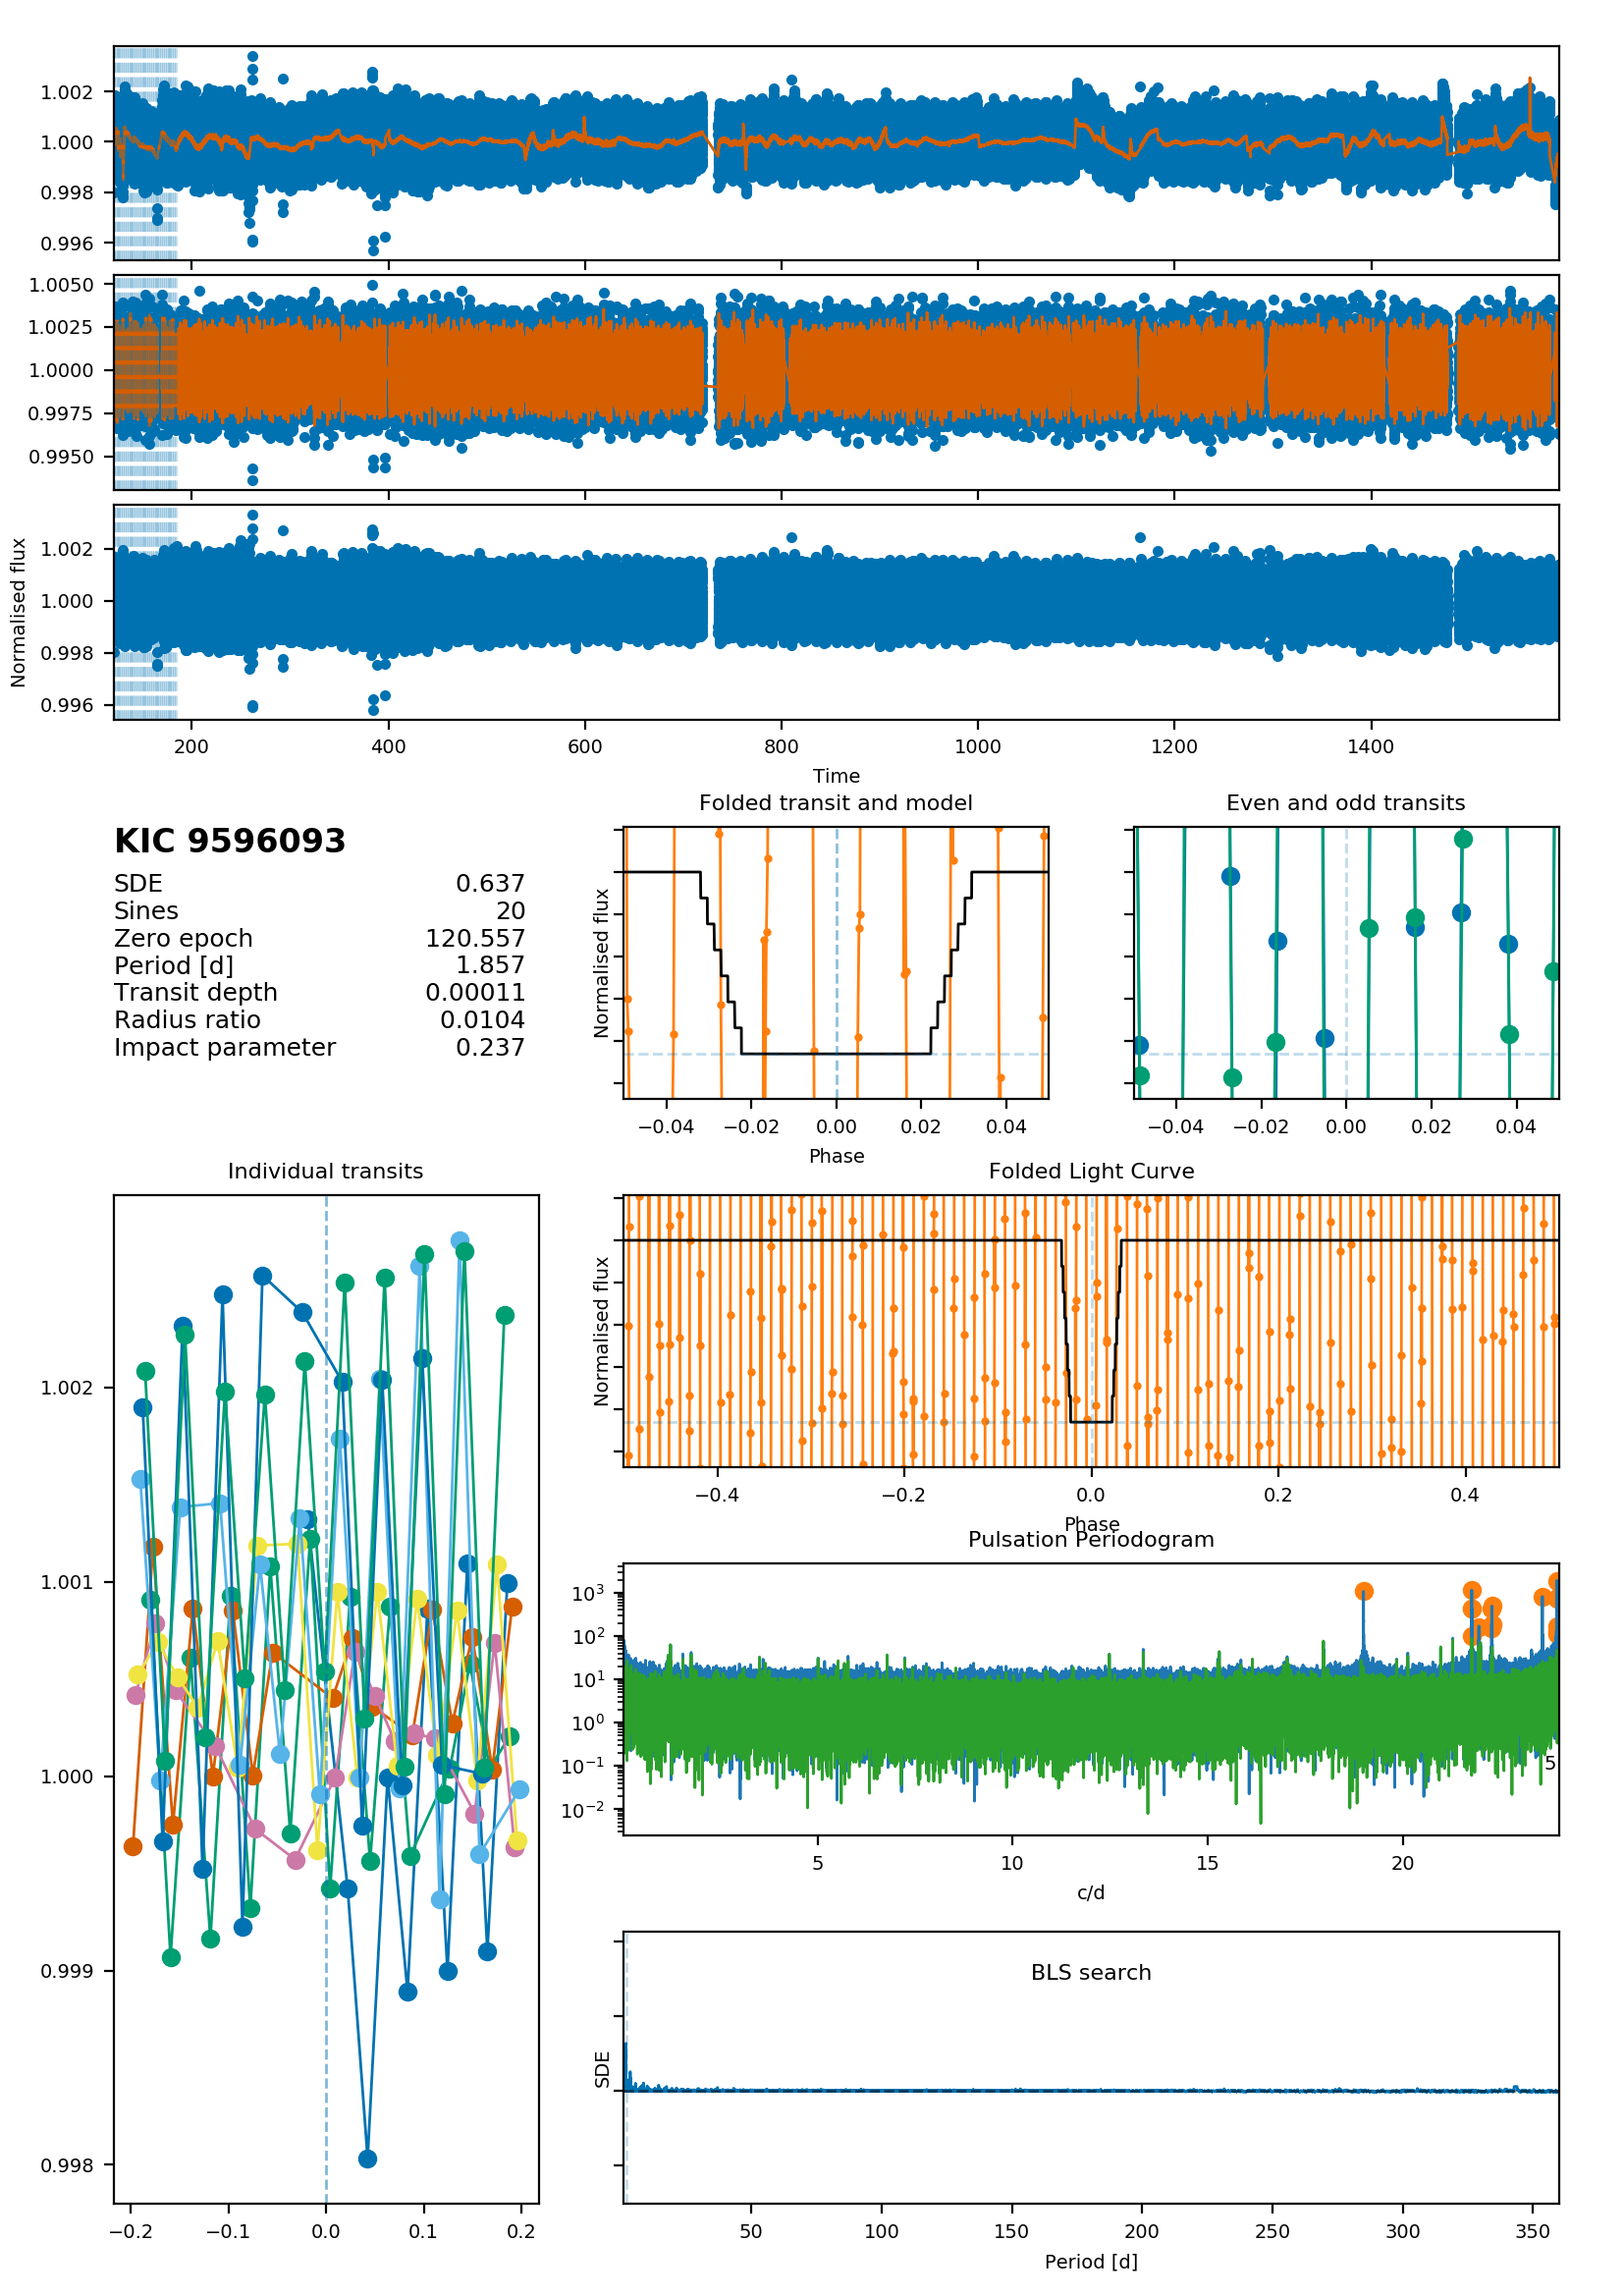 1.002
1.000
0.998
0.996
1.0050
1.0025
1.0000
0.9975
0.9950
1.002
1.000
0.998
0.996
Normalised flux
200 400 600 800 1000 1200 1400
Time
KIC 9596093
SDE 0.637
Sines 20
Zero epoch 120.557
Period [d] 1.857
Transit depth 0.00011
Radius ratio 0.0104
Impact parameter 0.237
Folded transit and model
Normalised flux
−0.04 −0.02 0.00 0.02 0.04
Phase
Even and odd transits
−0.04 −0.02 0.00 0.02 0.04
Individual transits
1.002
1.001
1.000
0.999
0.998
−0.2 −0.1 0.0 0.1 0.2
Folded Light Curve
Normalised flux
−0.4 −0.2 0.0 0.2 0.4
Phase
Pulsation Periodogram
10³
10²
10¹
10⁰
10⁻¹
10⁻²
5
5 10 15 20
c/d
BLS search
SDE
50 100 150 200 250 300 350
Period [d]